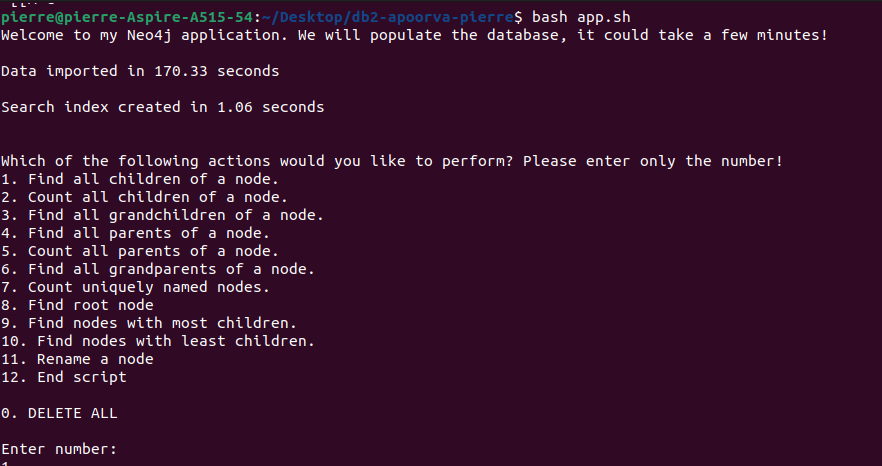 pierre@pierre-Aspire-A515-54:~/Desktop/db2-apoorva-pierre$ bash app.sh
Welcome to my Neo4j application. We will populate the database, it could take a few minutes!
Data imported in 170.33 seconds
Search index created in 1.06 seconds
Which of the following actions would you like to perform? Please enter only the number!
1. Find all children of a node.
2. Count all children of a node.
3. Find all grandchildren of a node.
4. Find all parents of a node.
5. Count all parents of a node.
6. Find all grandparents of a node.
7. Count uniquely named nodes.
8. Find root node
9. Find nodes with most children.
10. Find nodes with least children.
11. Rename a node
12. End script
0. DELETE ALL
Enter number: